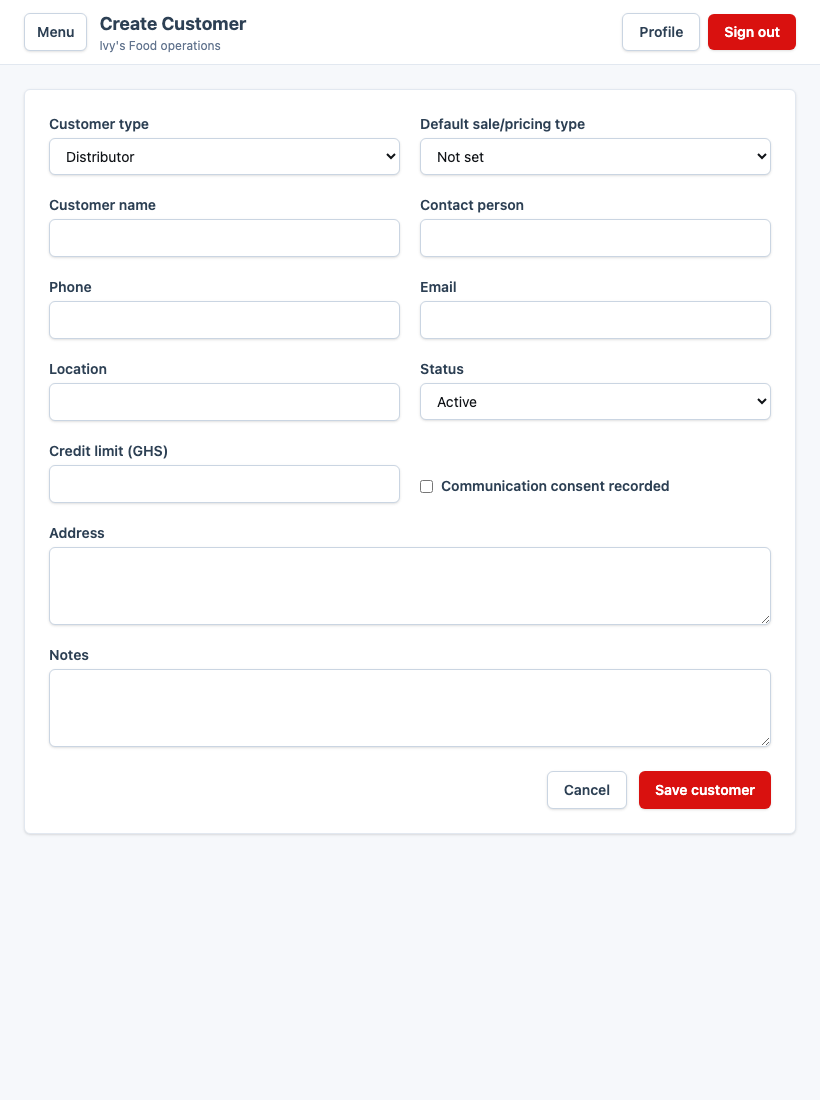 Menu
Create Customer
Ivy's Food operations
Profile
Sign out
Customer type
Default sale/pricing type
Distributor
Not set
Customer name
Contact person
Phone
Email
Location
Status
Active
Credit limit (GHS)
Communication consent recorded
Address
Notes
Cancel
Save customer